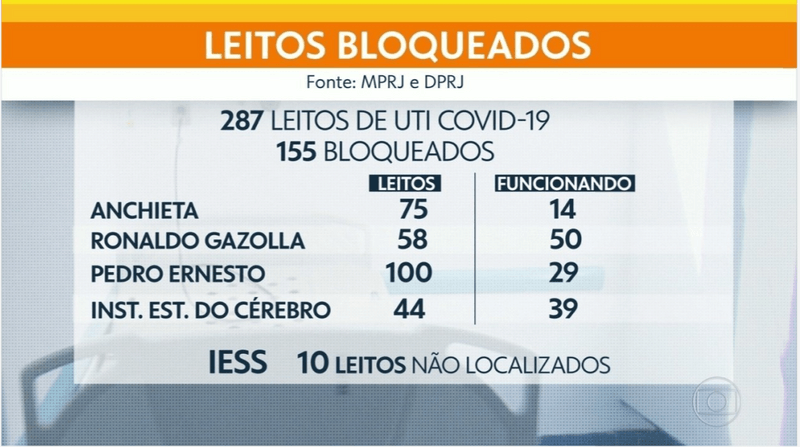 LEITOS BLOQUEADOS
Fonte: MPRJ e DPRJ
287 LEITOS DE UTI COVID-19
155 BLOQUEADOS
LEITOS FUNCIONANDO
ANCHIETA 75 14
RONALDO GAZOLLA 58 50
PEDRO ERNESTO 100 29
INST. EST. DO CÉREBRO 44 39
IESS 10 LEITOS NÃO LOCALIZADOS